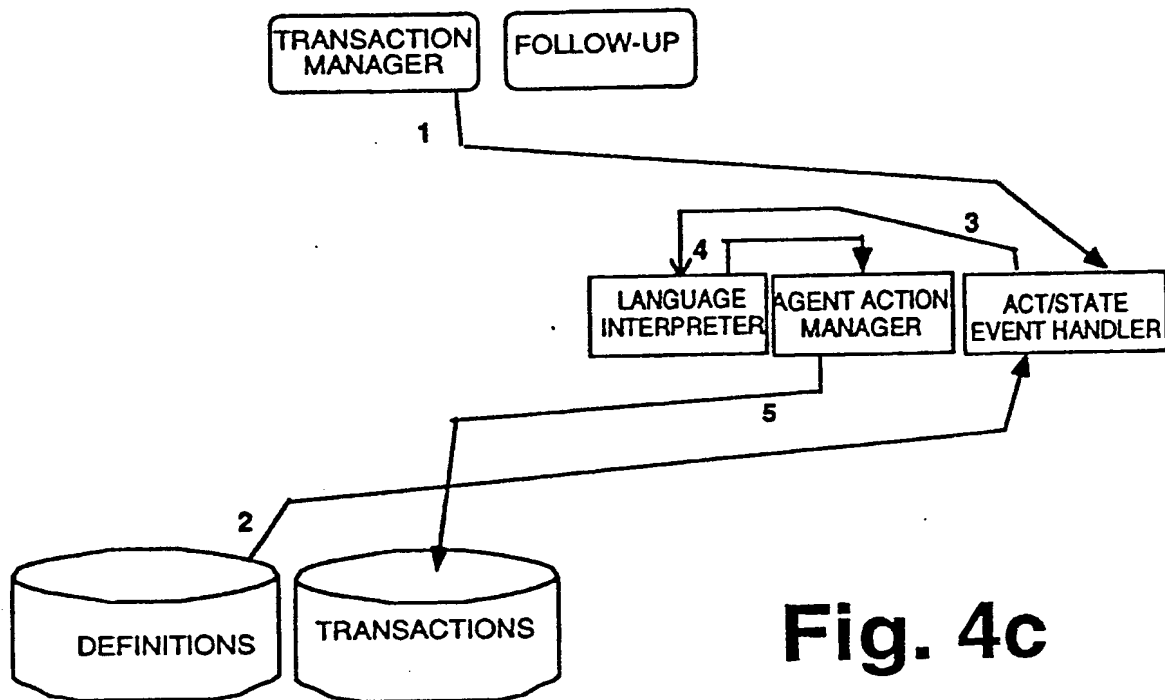 TRANSACTION
MANAGER
FOLLOW-UP
1
3
4
LANGUAGE
INTERPRETER
AGENT ACTION
MANAGER
ACT/STATE
EVENT HANDLER
5
2
DEFINITIONS
TRANSACTIONS
Fig. 4c